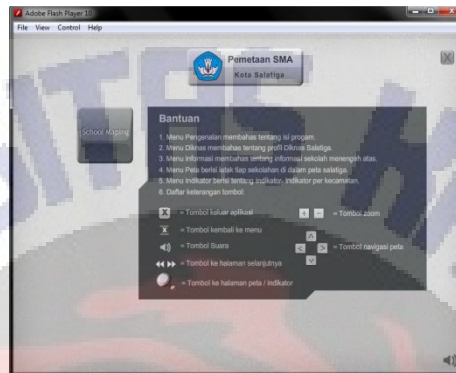 Adobe Flash Player 10
File View Control Help
Pemetaan SMA
Kota Salatiga
X
School Maping
Bantuan
1. Menu Pengenalan membahas tentang isi progam.
2. Menu Diknas membahas tentang profil Diknas Salatiga.
3. Menu Informasi membahas tentang informasi sekolah menengah atas.
4. Menu Peta berisi letak tiap sekolahan di dalam peta salatiga.
5. Menu Indikator berisi tentang indikator- Indikator per kecamatan.
6. Daftar keterangan tombol:
X = Tombol keluar aplikasi
+ - = Tombol zoom
= Tombol kembali ke menu
= Tombol Suara
= Tombol navigasi peta
= Tombol ke halaman selanjutnya
= Tombol ke halaman peta / indikator